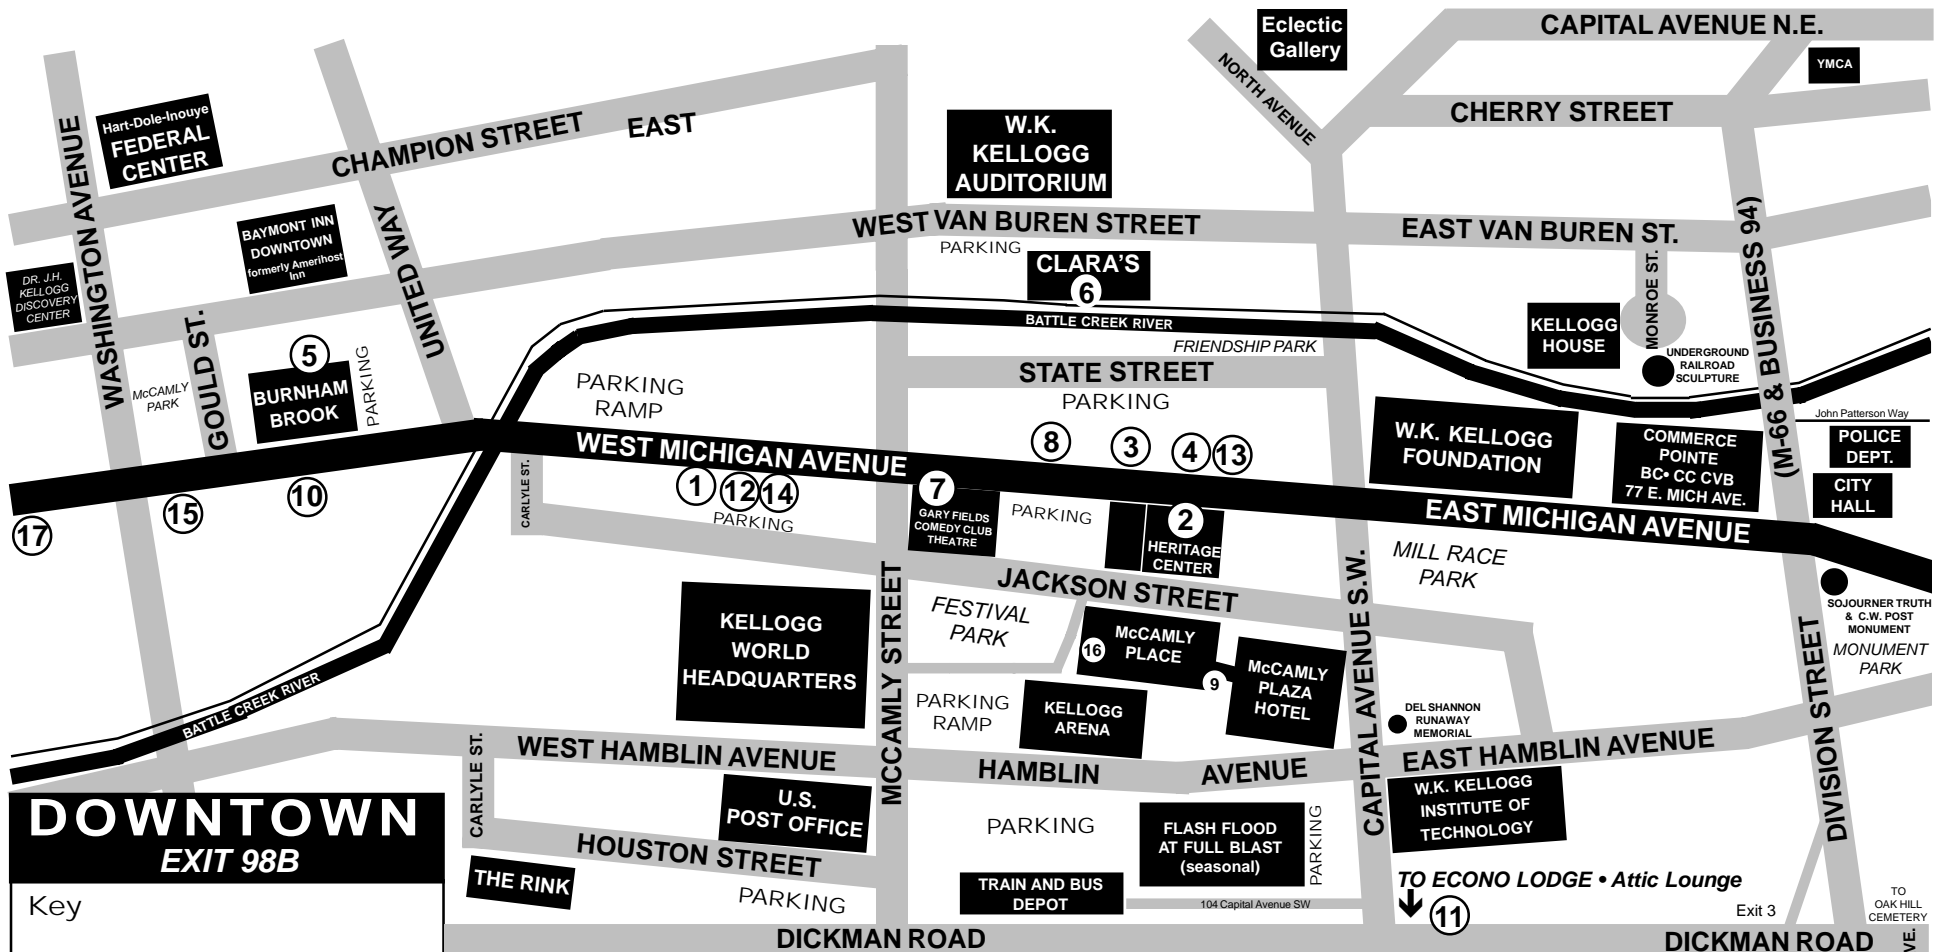 CAPITAL AVENUE N.E.
Eclectic
Gallery
NORTH AVENUE
YMCA
CHERRY STREET
Hart-Dole-Inouye
FEDERAL
CENTER
WASHINGTON AVENUE
CHAMPION STREET
EAST
W.K.
KELLOGG
AUDITORIUM
BAYMONT INN
DOWNTOWN
formerly Amerihost
Inn
UNITED WAY
WEST VAN BUREN STREET
EAST VAN BUREN ST.
PARKING
CLARA'S
6
DR. J.H.
KELLOGG
DISCOVERY
CENTER
MONROE ST.
(M-66 & BUSINESS 94)
BATTLE CREEK RIVER
FRIENDSHIP PARK
KELLOGG
HOUSE
UNDERGROUND
RAILROAD
SCULPTURE
GOULD ST.
McCAMLY
PARK
5
BURNHAM
BROOK
PARKING
PARKING
RAMP
STATE STREET
PARKING
John Patterson Way
W.K. KELLOGG
FOUNDATION
COMMERCE
POINTE
BC• CC CVB
77 E. MICH AVE.
POLICE
DEPT.
CITY
HALL
WEST MICHIGAN AVENUE
8
3
4
13
17
15
10
CARLYLE ST.
1
12
14
PARKING
7
GARY FIELDS
COMEDY CLUB
THEATRE
PARKING
2
HERITAGE
CENTER
EAST MICHIGAN AVENUE
MILL RACE
PARK
JACKSON STREET
MCCAMLY STREET
CAPITAL AVENUE S.W.
FESTIVAL
PARK
KELLOGG
WORLD
HEADQUARTERS
16
McCAMLY
PLACE
9
McCAMLY
PLAZA
HOTEL
SOJOURNER TRUTH
& C.W. POST
MONUMENT
MONUMENT
PARK
DIVISION STREET
BATTLE CREEK RIVER
PARKING
RAMP
KELLOGG
ARENA
DEL SHANNON
RUNAWAY
MEMORIAL
CARLYLE ST.
WEST HAMBLIN AVENUE
HAMBLIN
AVENUE
EAST HAMBLIN AVENUE
U.S.
POST OFFICE
W.K. KELLOGG
INSTITUTE OF
TECHNOLOGY
DOWNTOWN
EXIT 98B
Key
HOUSTON STREET
THE RINK
PARKING
PARKING
FLASH FLOOD
AT FULL BLAST
(seasonal)
PARKING
TRAIN AND BUS
DEPOT
104 Capital Avenue SW
TO ECONO LODGE • Attic Lounge
11
Exit 3
TO
OAK HILL
CEMETERY
VE.
DICKMAN ROAD
DICKMAN ROAD